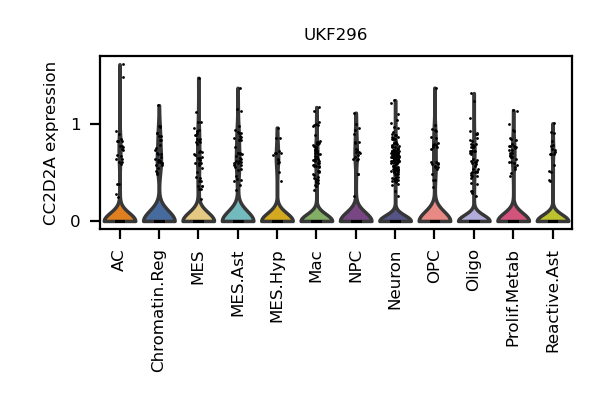 UKF296
CC2D2A expression
1
0
AC
Chromatin.Reg
MES
MES.Ast
MES.Hyp
Mac
NPC
Neuron
OPC
Oligo
Prolif.Metab
Reactive.Ast